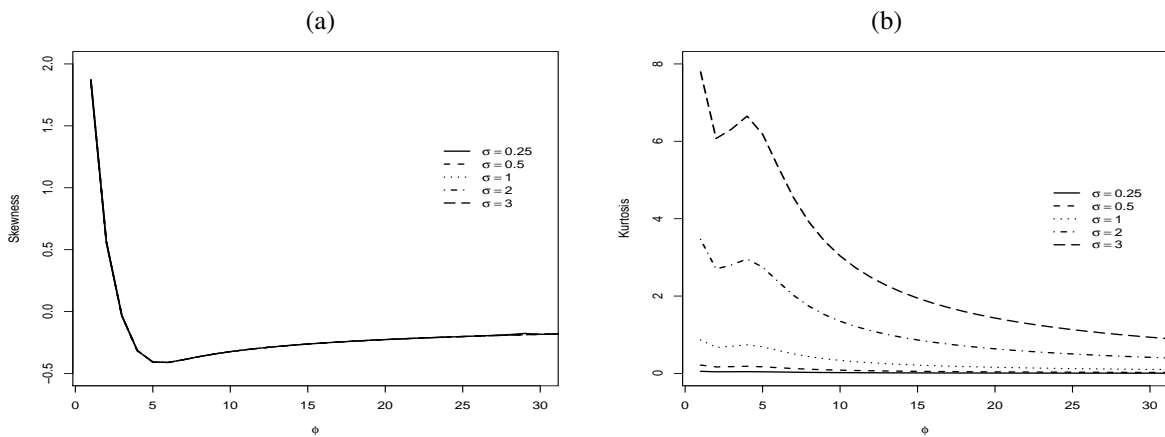 (a)
Skewness
2.0
1.5
1.0
0.5
0.0
−0.5
σ = 0.25
σ = 0.5
σ = 1
σ = 2
σ = 3
0 5 10 15 20 25 30
ϕ
(b)
Kurtosis
8
6
4
2
0
σ = 0.25
σ = 0.5
σ = 1
σ = 2
σ = 3
0 5 10 15 20 25 30
ϕ